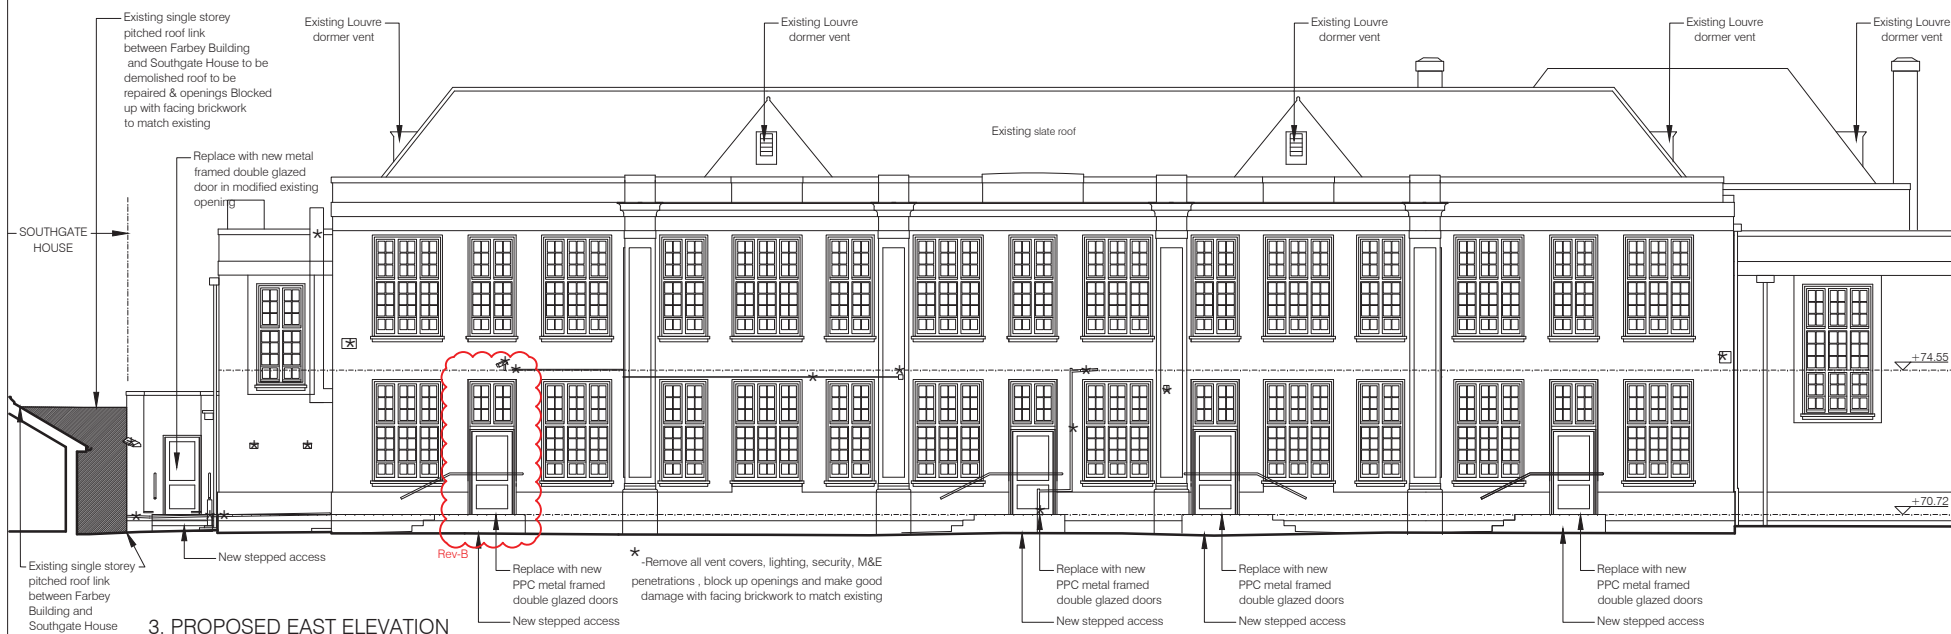 Existing single storey
pitched roof link
between Farbey Building
and Southgate House to be
demolished roof to be
repaired & openings Blocked
up with facing brickwork
to match existing
Existing Louvre
dormer vent
Existing Louvre
dormer vent
Existing Louvre
dormer vent
Existing Louvre
dormer vent
Existing Louvre
dormer vent
Existing slate roof
Replace with new metal
framed double glazed
door in modified existing
opening
SOUTHGATE
HOUSE
+74.55
+70.72
Rev-B
New stepped access
Existing single storey
pitched roof link
between Farbey
Building and
Southgate House
Replace with new
PPC metal framed
double glazed doors
New stepped access
* -Remove all vent covers, lighting, security, M&E
penetrations , block up openings and make good
damage with facing brickwork to match existing
Replace with new
PPC metal framed
double glazed doors
New stepped access
Replace with new
PPC metal framed
double glazed doors
New stepped access
Replace with new
PPC metal framed
double glazed doors
New stepped access
3. PROPOSED EAST ELEVATION